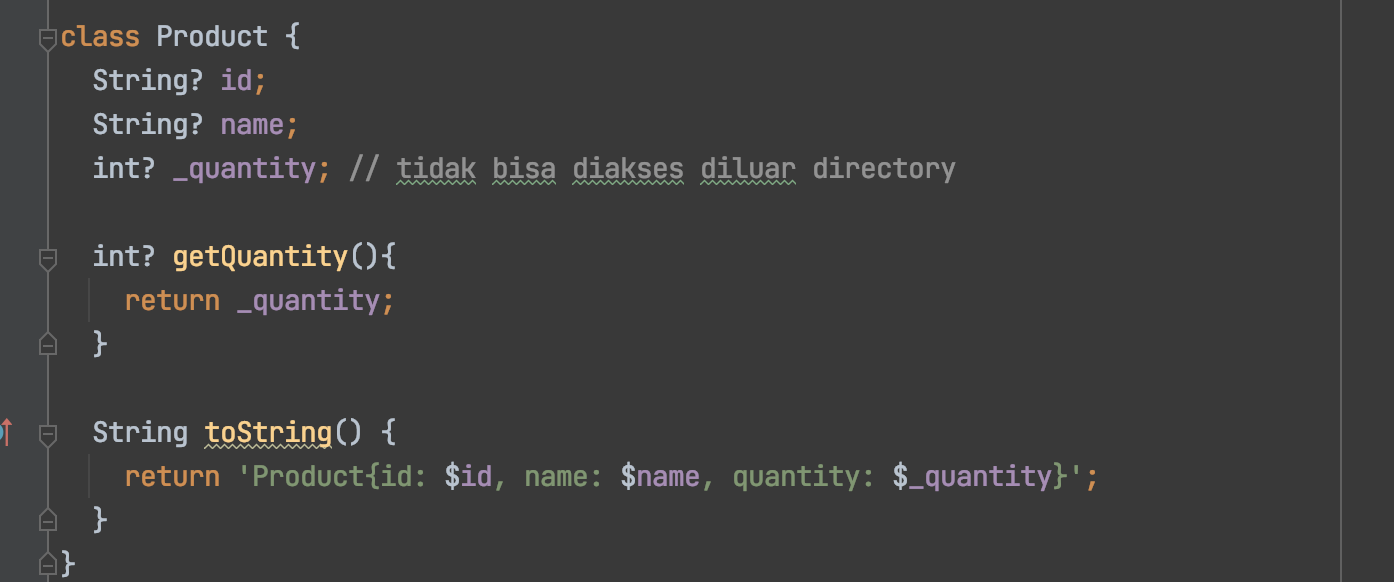 class Product {
  String? id;
  String? name;
  int? _quantity; // tidak bisa diakses diluar directory
  int? getQuantity(){
    return _quantity;
  }
  String toString() {
    return 'Product{id: $id, name: $name, quantity: $_quantity}';
  }
}